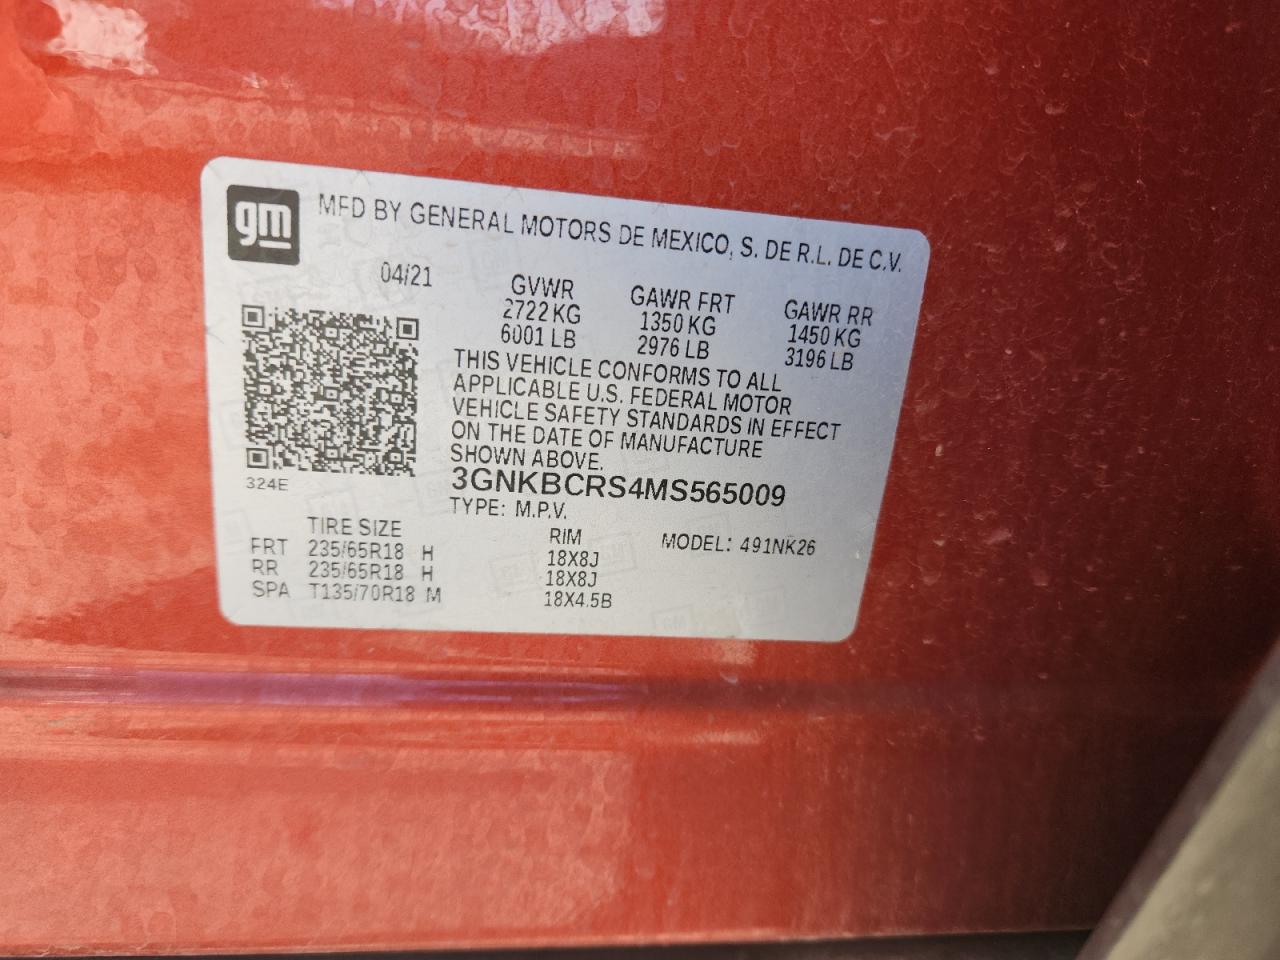 gm
MFD BY GENERAL MOTORS DE MEXICO, S. DE R.L. DE C.V.
04/21
GVWR GAWR FRT GAWR RR
2722 KG 1350 KG 1450 KG
6001 LB 2976 LB 3196 LB
THIS VEHICLE CONFORMS TO ALL
APPLICABLE U.S. FEDERAL MOTOR
VEHICLE SAFETY STANDARDS IN EFFECT
ON THE DATE OF MANUFACTURE
SHOWN ABOVE.
324E
3GNKBCRS4MS565009
TYPE: M.P.V.
TIRE SIZE RIM MODEL: 491NK26
FRT 235/65R18 H 18X8J
RR 235/65R18 H 18X8J
SPA T135/70R18 M 18X4.5B